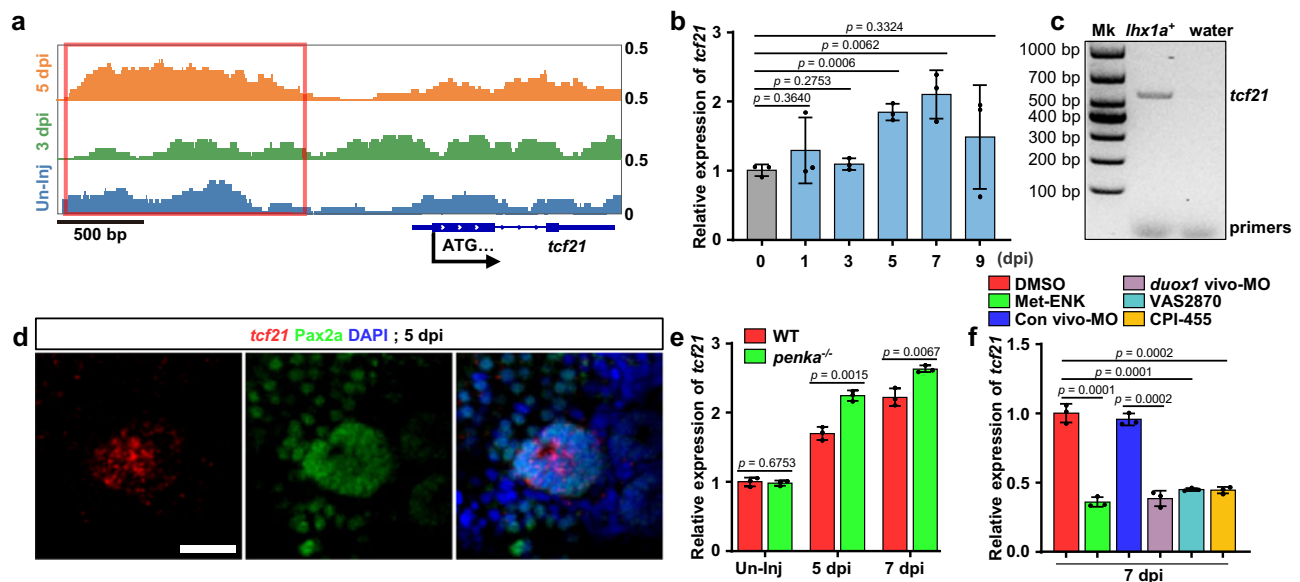 a
5 dpi
3 dpi
Un-Inj
0.5
0.5
0.5
0
500 bp
ATG...
tcf21
b
Relative expression of tcf21
p = 0.3324
p = 0.0062
p = 0.0006
p = 0.2753
p = 0.3640
3
2
1
0
0 1 3 5 7 9 (dpi)
c
Mk lhx1a+ water
1000 bp
700 bp
500 bp
400 bp
300 bp
200 bp
100 bp
tcf21
primers
d
tcf21 Pax2a DAPI ; 5 dpi
e
Relative expression of tcf21
WT
penka-/-
p = 0.6753
p = 0.0015
p = 0.0067
3
2
1
0
Un-Inj 5 dpi 7 dpi
f
DMSO
Met-ENK
Con vivo-MO
duox1 vivo-MO
VAS2870
CPI-455
Relative expression of tcf21
p = 0.0002
p = 0.0001
p = 0.0001
p = 0.0002
1.5
1.0
0.5
0.0
7 dpi